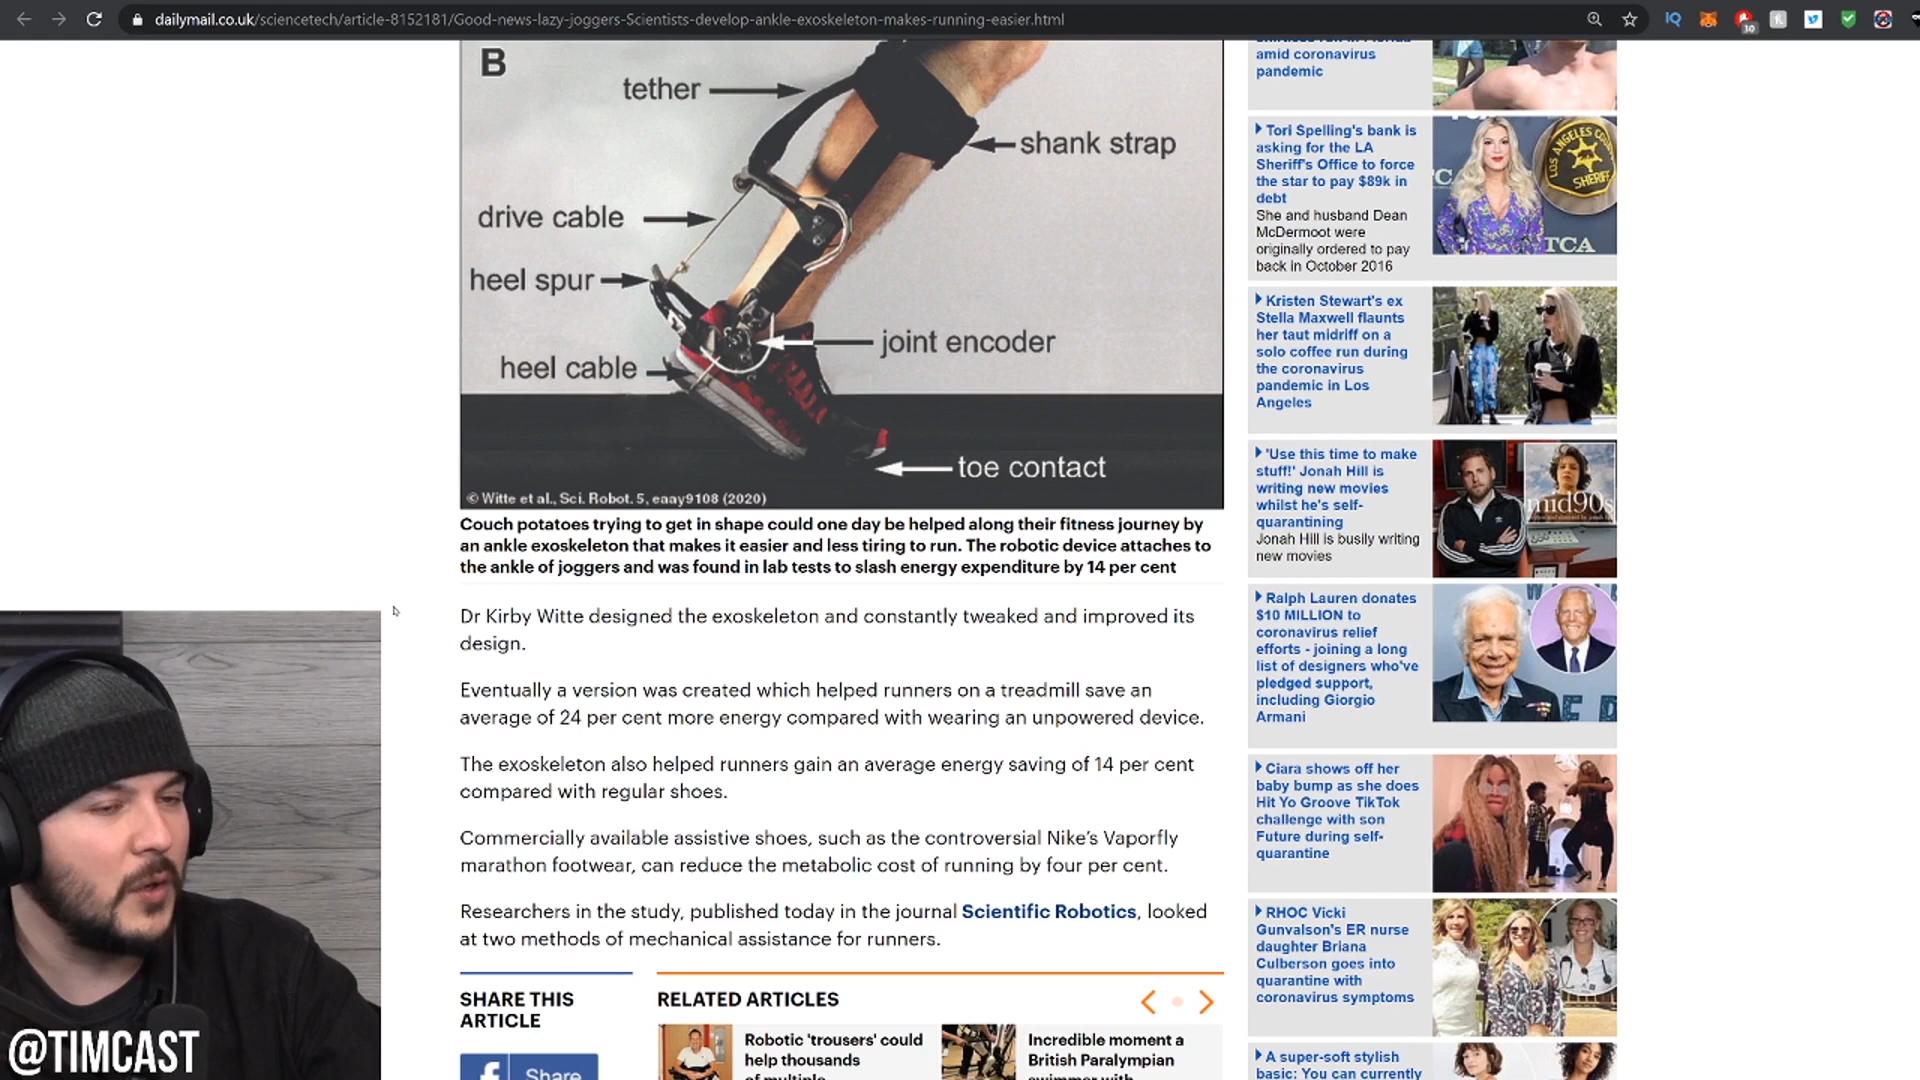 dailymail.co.uk/sciencetech/article-8152181/Good-news-lazy-joggers-Scientists-develop-ankle-exoskeleton-makes-running-easier.html
IQ
10
B
tether
shank strap
drive cable
heel spur
joint encoder
heel cable
toe contact
© Witte et al., Sci. Robot. 5, eaay9108 (2020)
Couch potatoes trying to get in shape could one day be helped along their fitness journey by
an ankle exoskeleton that makes it easier and less tiring to run. The robotic device attaches to
the ankle of joggers and was found in lab tests to slash energy expenditure by 14 per cent
Dr Kirby Witte designed the exoskeleton and constantly tweaked and improved its
design.
Eventually a version was created which helped runners on a treadmill save an
average of 24 per cent more energy compared with wearing an unpowered device.
The exoskeleton also helped runners gain an average energy saving of 14 per cent
compared with regular shoes.
Commercially available assistive shoes, such as the controversial Nike's Vaporfly
marathon footwear, can reduce the metabolic cost of running by four per cent.
Researchers in the study, published today in the journal Scientific Robotics, looked
at two methods of mechanical assistance for runners.
SHARE THIS
ARTICLE
Share
RELATED ARTICLES
Robotic 'trousers' could
help thousands
of multiple
Incredible moment a
British Paralympian
swimmer with
amid coronavirus
pandemic
Tori Spelling's bank is
asking for the LA
Sheriff's Office to force
the star to pay $89k in
debt
She and husband Dean
McDermoot were
originally ordered to pay
back in October 2016
LOS ANGELES
SHERIFF
TCA
Kristen Stewart's ex
Stella Maxwell flaunts
her taut midriff on a
solo coffee run during
the coronavirus
pandemic in Los
Angeles
'Use this time to make
stuff!' Jonah Hill is
writing new movies
whilst he's self-
quarantining
Jonah Hill is busily writing
new movies
mid90s
Ralph Lauren donates
$10 MILLION to
coronavirus relief
efforts - joining a long
list of designers who've
pledged support,
including Giorgio
Armani
Ciara shows off her
baby bump as she does
Hit Yo Groove TikTok
challenge with son
Future during self-
quarantine
RHOC Vicki
Gunvalson's ER nurse
daughter Briana
Culberson goes into
quarantine with
coronavirus symptoms
A super-soft stylish
basic: You can currently
@TIMCAST